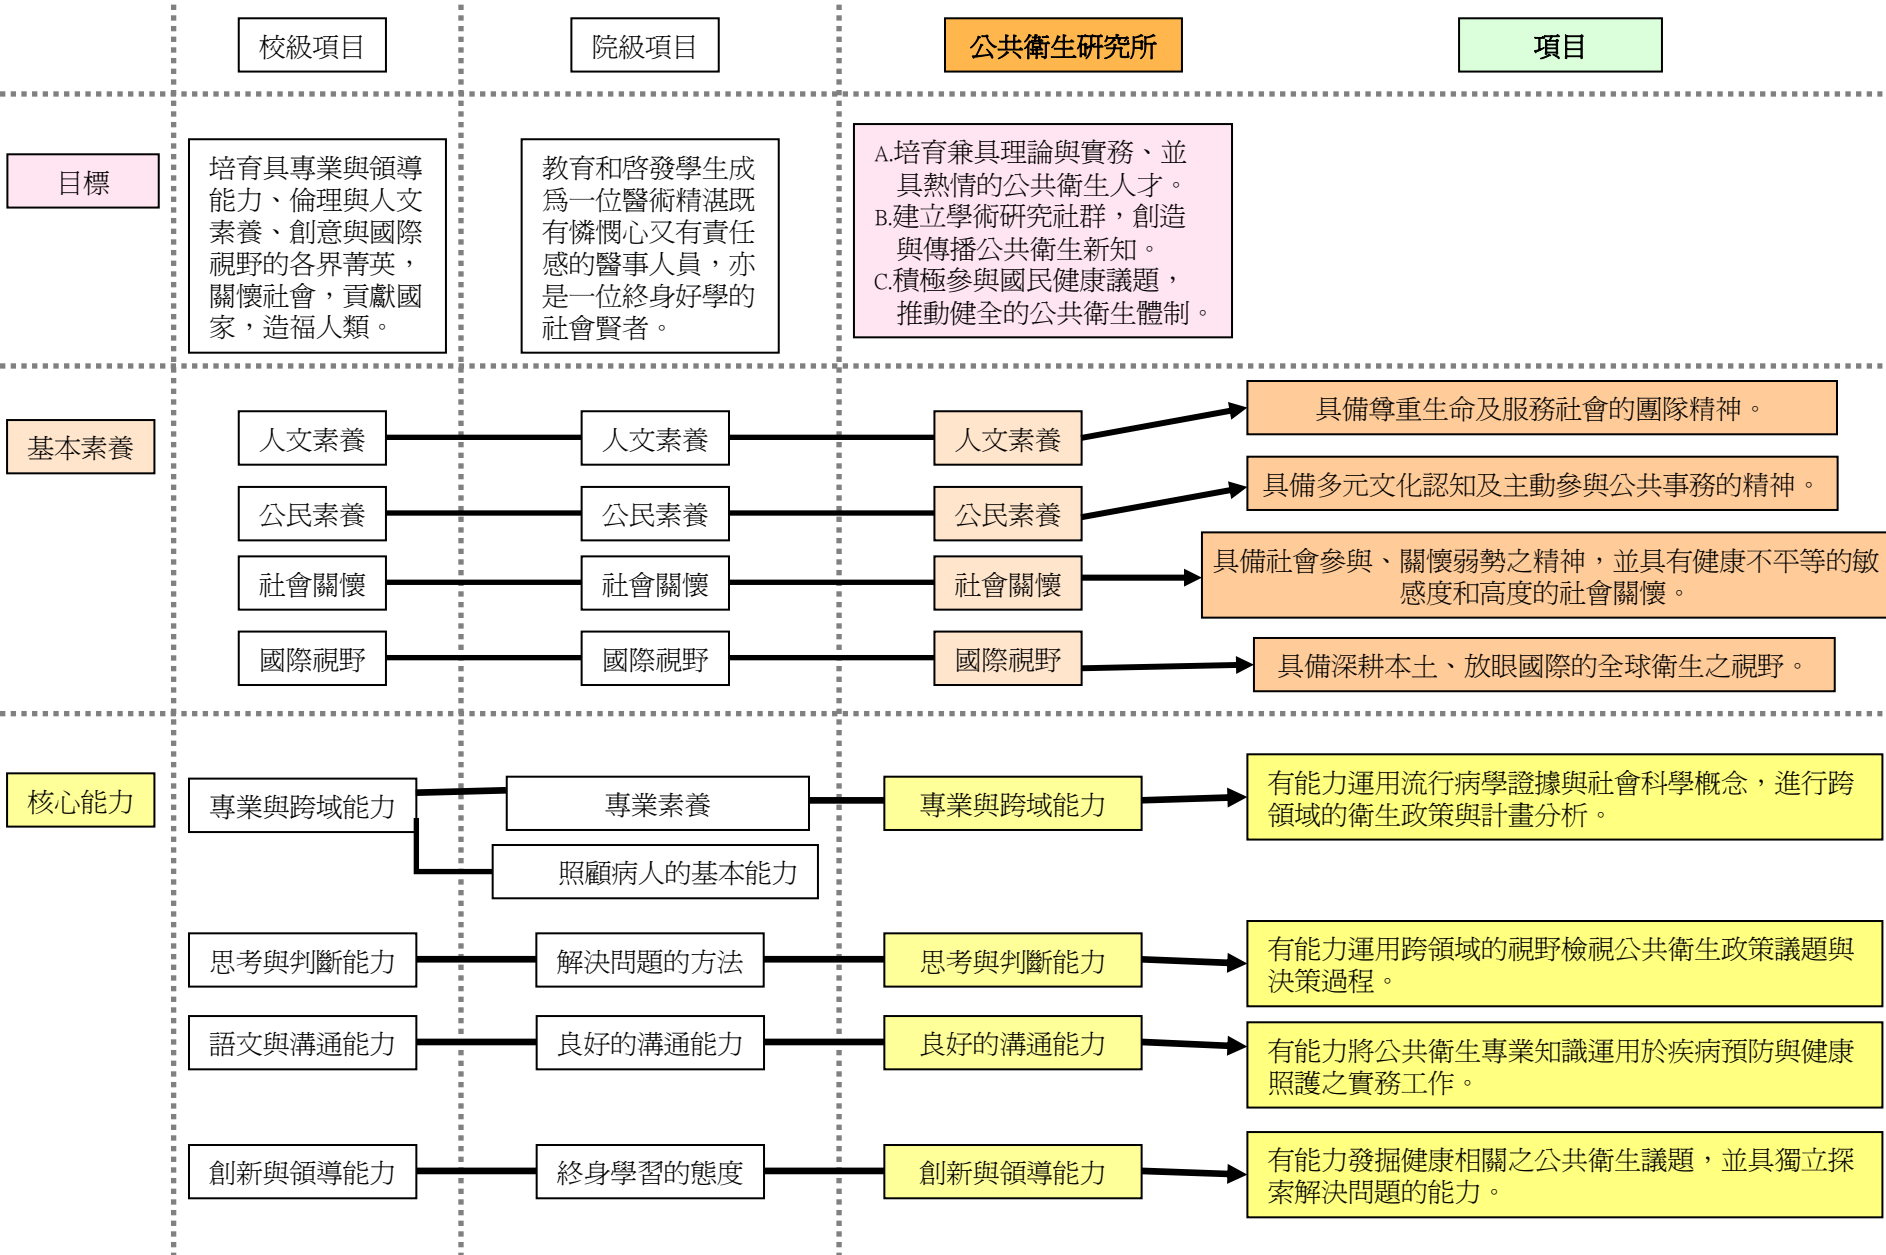 校級項目
院級項目
公共衛生研究所
項目
目標
培育具專業與領導
能力、倫理與人文
素養、創意與國際
視野的各界菁英，
關懷社會，貢獻國
家，造福人類。
教育和啓發學生成
爲一位醫術精湛既
有憐憫心又有責任
感的醫事人員，亦
是一位終身好學的
社會賢者。
A.培育兼具理論與實務、並
具熱情的公共衛生人才。
B.建立學術研究社群，創造
與傳播公共衛生新知。
C.積極參與國民健康議題，
推動健全的公共衛生體制。
基本素養
人文素養
人文素養
人文素養
具備尊重生命及服務社會的團隊精神。
公民素養
公民素養
公民素養
具備多元文化認知及主動參與公共事務的精神。
社會關懷
社會關懷
社會關懷
具備社會參與、關懷弱勢之精神，並具有健康不平等的敏
感度和高度的社會關懷。
國際視野
國際視野
國際視野
具備深耕本土、放眼國際的全球衛生之視野。
核心能力
專業與跨域能力
專業素養
專業與跨域能力
有能力運用流行病學證據與社會科學概念，進行跨
領域的衛生政策與計畫分析。
照顧病人的基本能力
思考與判斷能力
解決問題的方法
思考與判斷能力
有能力運用跨領域的視野檢視公共衛生政策議題與
決策過程。
語文與溝通能力
良好的溝通能力
良好的溝通能力
有能力將公共衛生專業知識運用於疾病預防與健康
照護之實務工作。
創新與領導能力
終身學習的態度
創新與領導能力
有能力發掘健康相關之公共衛生議題，並具獨立探
索解決問題的能力。